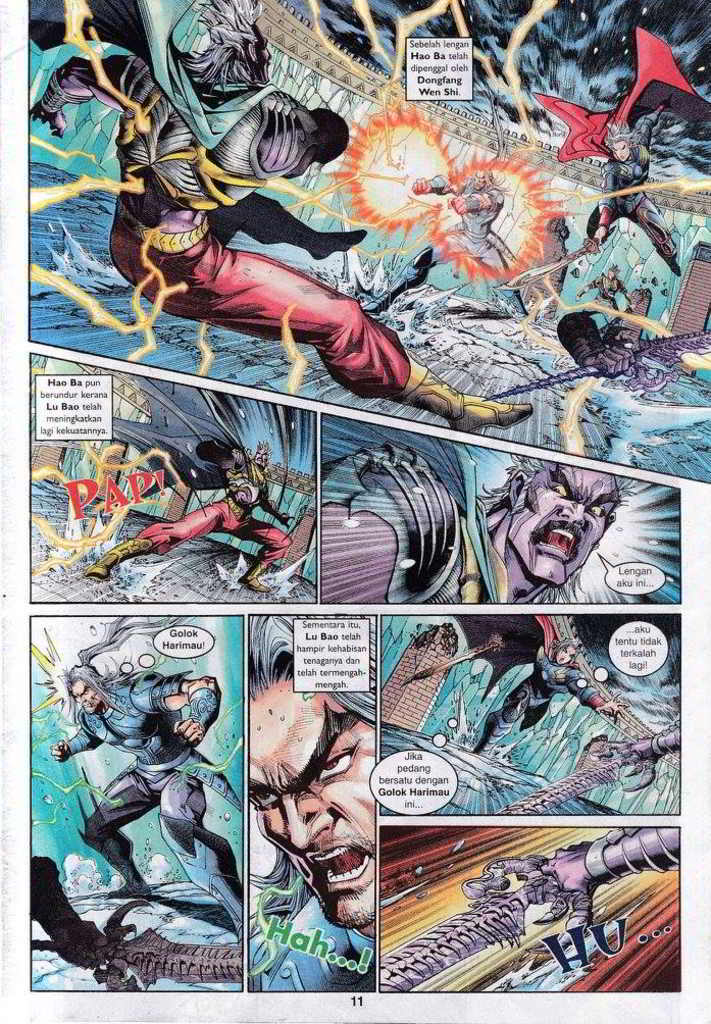 Sebelah lengan
Hao Ba telah
dipenggal oleh
Dongfang
Wen Shi.
Hao Ba pun
berundur kerana
Lu Bao telah
meningkatkan
lagi kekuatannya.
PAP!
Lengan
aku ini...
Golok
Harimau!
Sementara itu,
Lu Bao telah
hampir kehabisan
tenaganya dan
telah termengah-
mengah.
Hah...!
...aku
tentu tidak
terkalah
lagi!
Jika
pedang
bersatu dengan
Golok Harimau
ini...
HU...
11